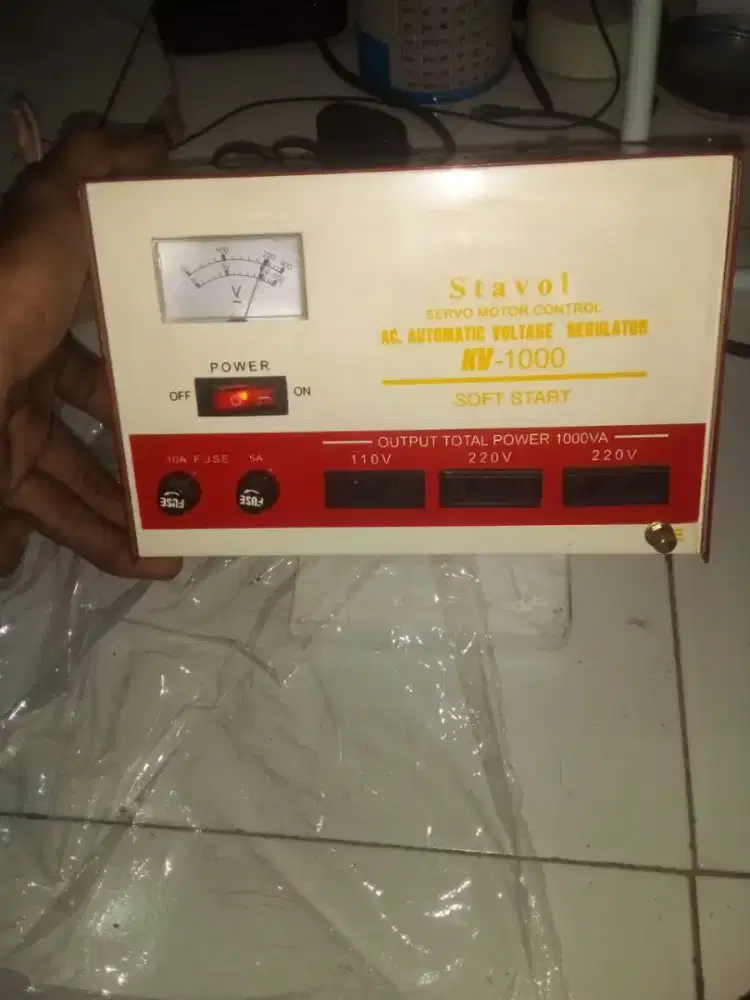 V
Stavol
SERVO MOTOR CONTROL
AC. AUTOMATIC VOLTAGE REGULATOR
KV-1000
SOFT START
POWER
OFF
ON
OUTPUT TOTAL POWER 1000VA
10A FUSE 5A
110V 220V 220V
FUSE FUSE